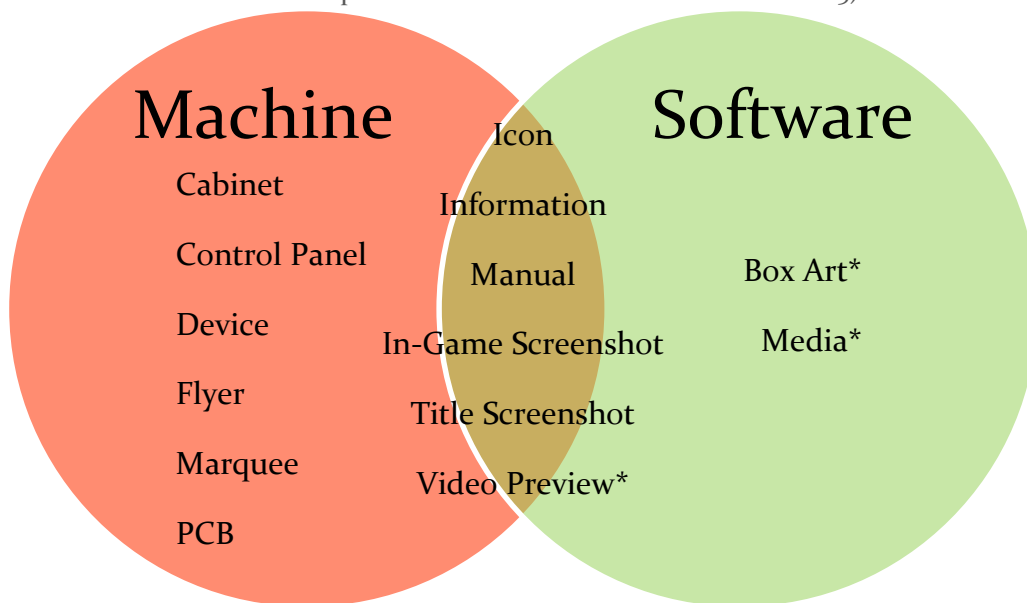 Machine
Cabinet
Control Panel
Device
Flyer
Marquee
PCB
Icon
Information
Manual
In-Game Screenshot
Title Screenshot
Video Preview*
Software
Box Art*
Media*